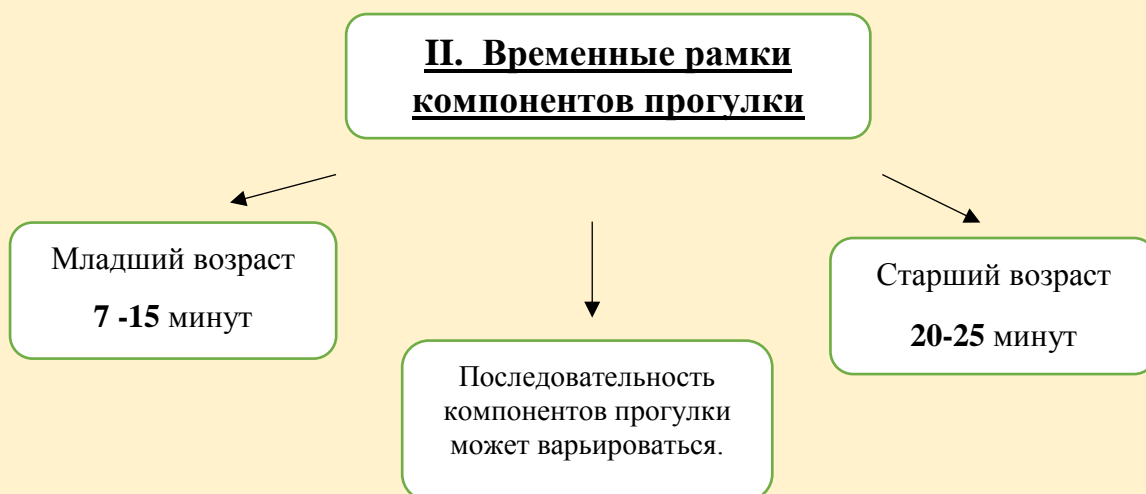 II. Временные рамки
компонентов прогулки
Младший возраст
7 -15 минут
Последовательность
компонентов прогулки
может варьироваться.
Старший возраст
20-25 минут